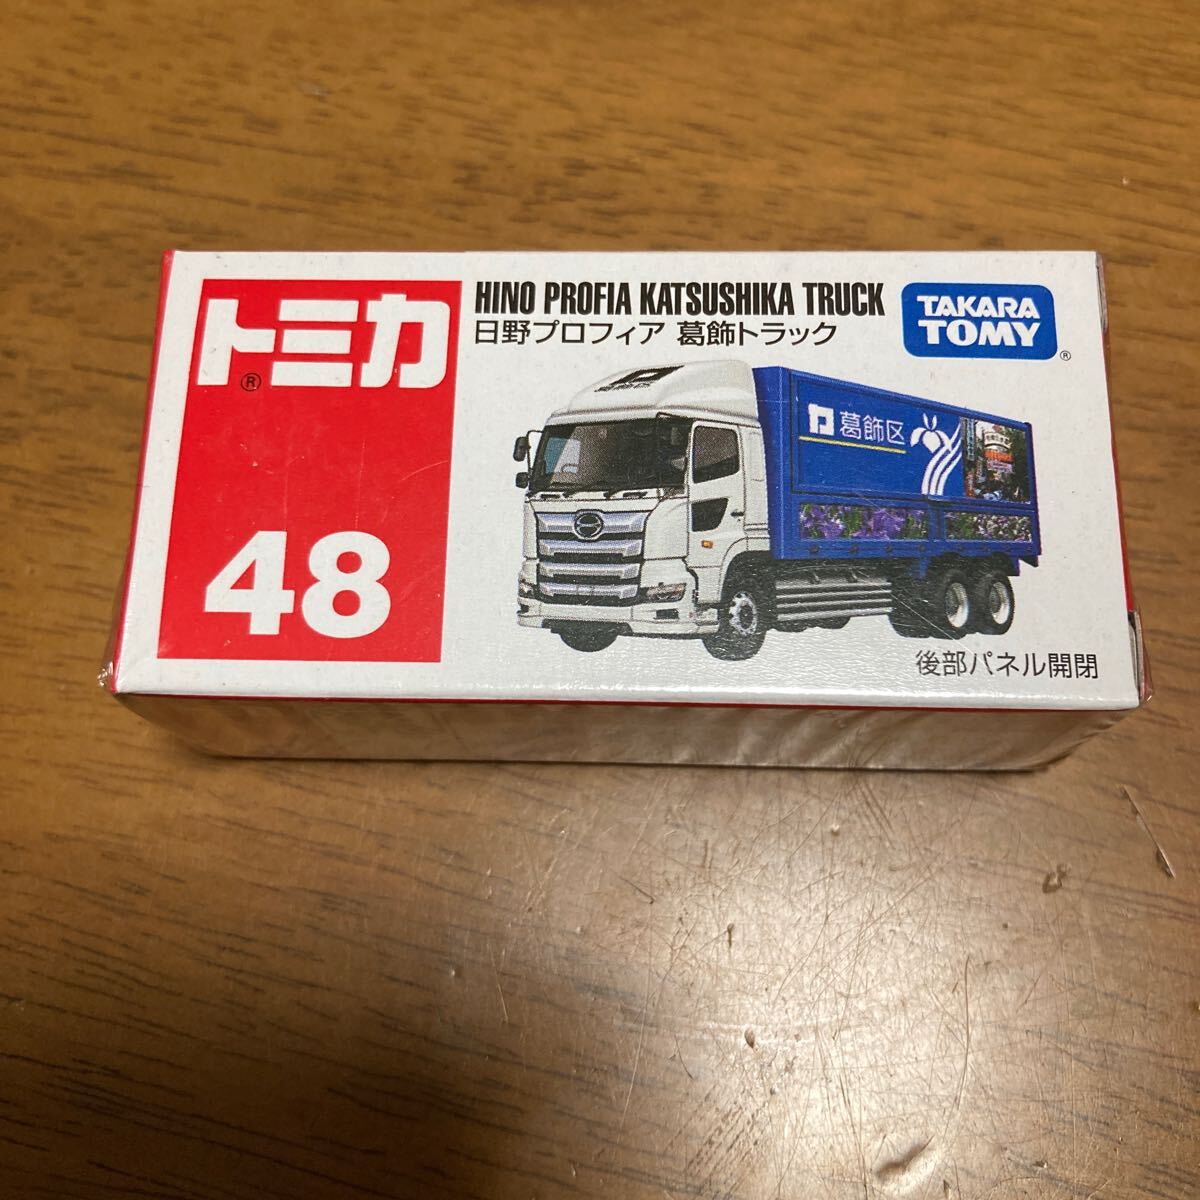 トミカ
®
48
HINO PROFIA KATSUSHIKA TRUCK
日野プロフィア 葛飾トラック
TAKARA
TOMY
®
葛飾区
後部パネル開閉